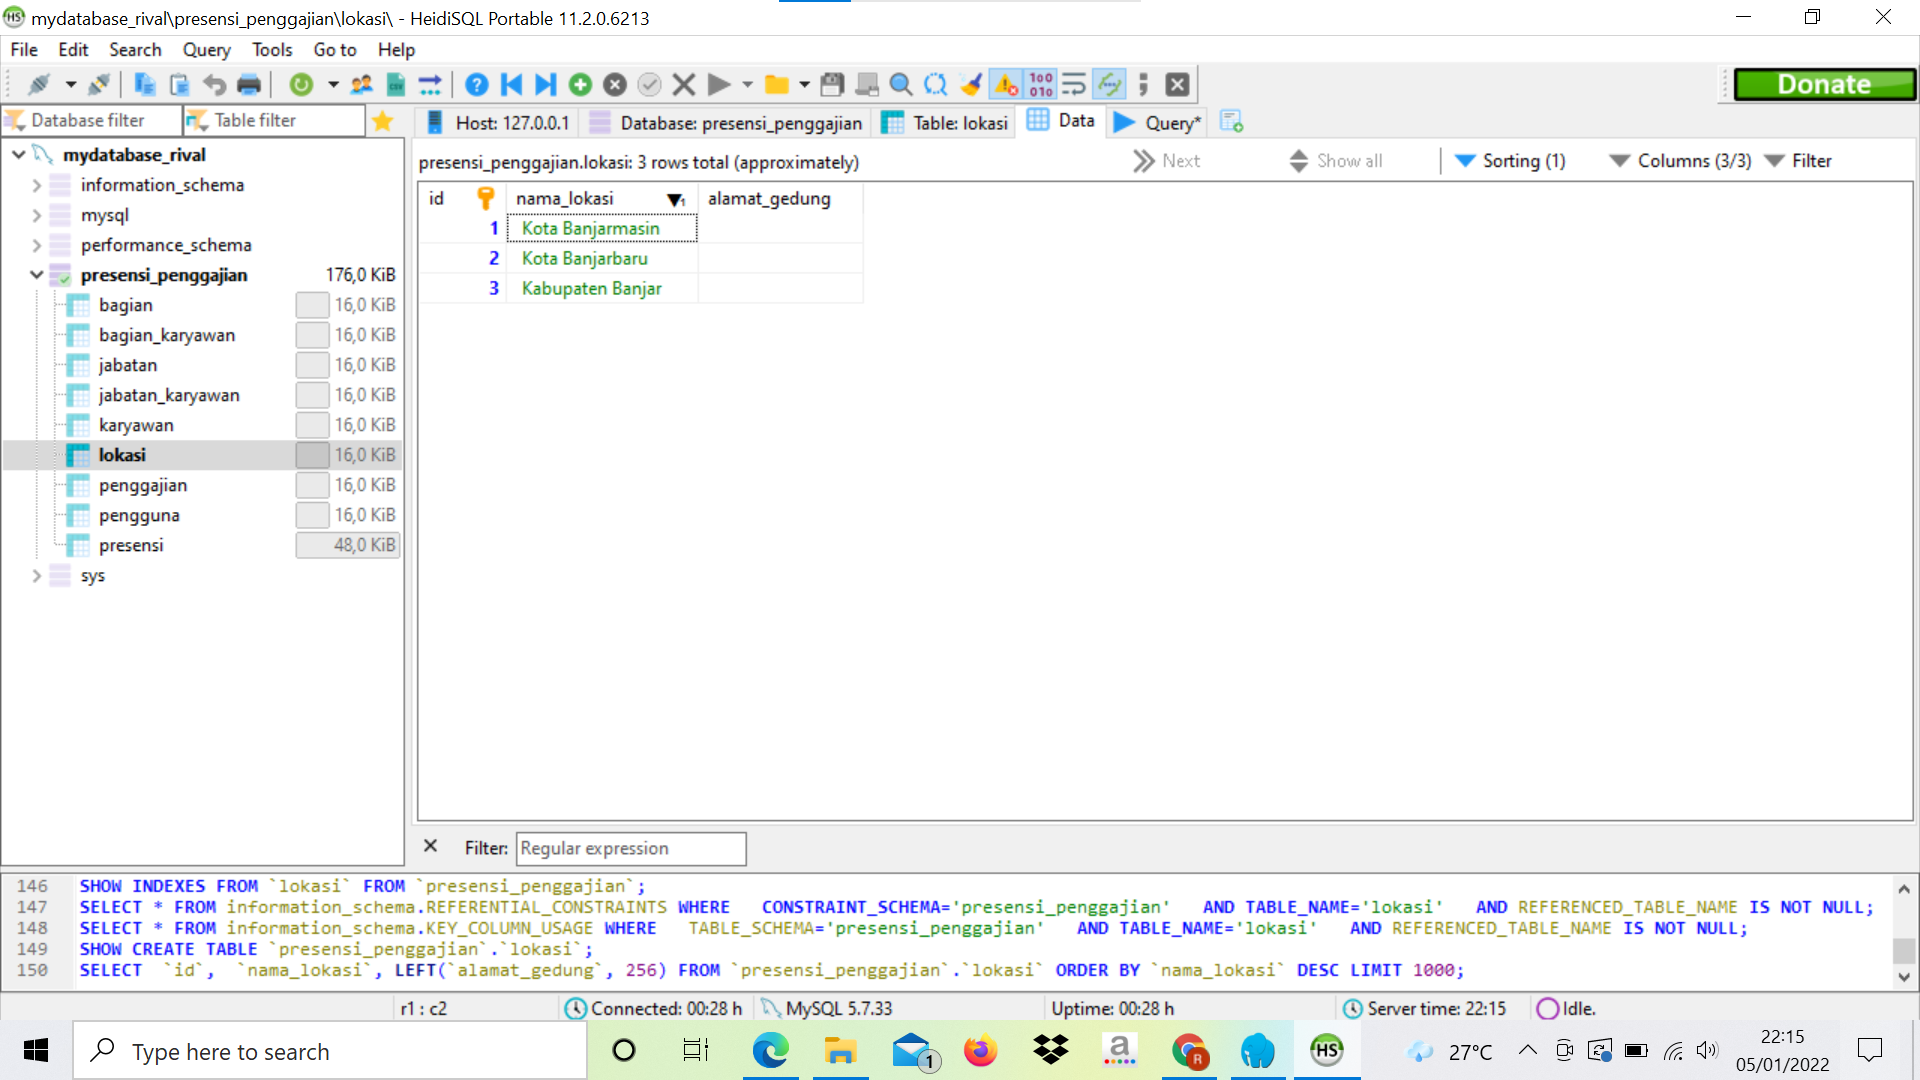 mydatabase_rival\presensi_penggajian\lokasi\ - HeidiSQL Portable 11.2.0.6213
File Edit Search Query Tools Go to Help
Donate
Database filter
Table filter
Host: 127.0.0.1
Database: presensi_penggajian
Table: lokasi
Data
Query*
mydatabase_rival
information_schema
mysql
performance_schema
presensi_penggajian 176,0 KiB
bagian 16,0 KiB
bagian_karyawan 16,0 KiB
jabatan 16,0 KiB
jabatan_karyawan 16,0 KiB
karyawan 16,0 KiB
lokasi 16,0 KiB
penggajian 16,0 KiB
pengguna 16,0 KiB
presensi 48,0 KiB
sys
presensi_penggajian.lokasi: 3 rows total (approximately)
Next
Show all
Sorting (1)
Columns (3/3)
Filter
id nama_lokasi 1 alamat_gedung
1 Kota Banjarmasin
2 Kota Banjarbaru
3 Kabupaten Banjar
Filter: Regular expression
146 SHOW INDEXES FROM `lokasi` FROM `presensi_penggajian`;
147 SELECT * FROM information_schema.REFERENTIAL_CONSTRAINTS WHERE CONSTRAINT_SCHEMA='presensi_penggajian' AND TABLE_NAME='lokasi' AND REFERENCED_TABLE_NAME IS NOT NULL;
148 SELECT * FROM information_schema.KEY_COLUMN_USAGE WHERE TABLE_SCHEMA='presensi_penggajian' AND TABLE_NAME='lokasi' AND REFERENCED_TABLE_NAME IS NOT NULL;
149 SHOW CREATE TABLE `presensi_penggajian`.`lokasi`;
150 SELECT `id`, `nama_lokasi`, LEFT(`alamat_gedung`, 256) FROM `presensi_penggajian`.`lokasi` ORDER BY `nama_lokasi` DESC LIMIT 1000;
r1 : c2
Connected: 00:28 h
MySQL 5.7.33
Uptime: 00:28 h
Server time: 22:15
Idle.
Type here to search
1
a
R
HS
27°C
22:15
05/01/2022